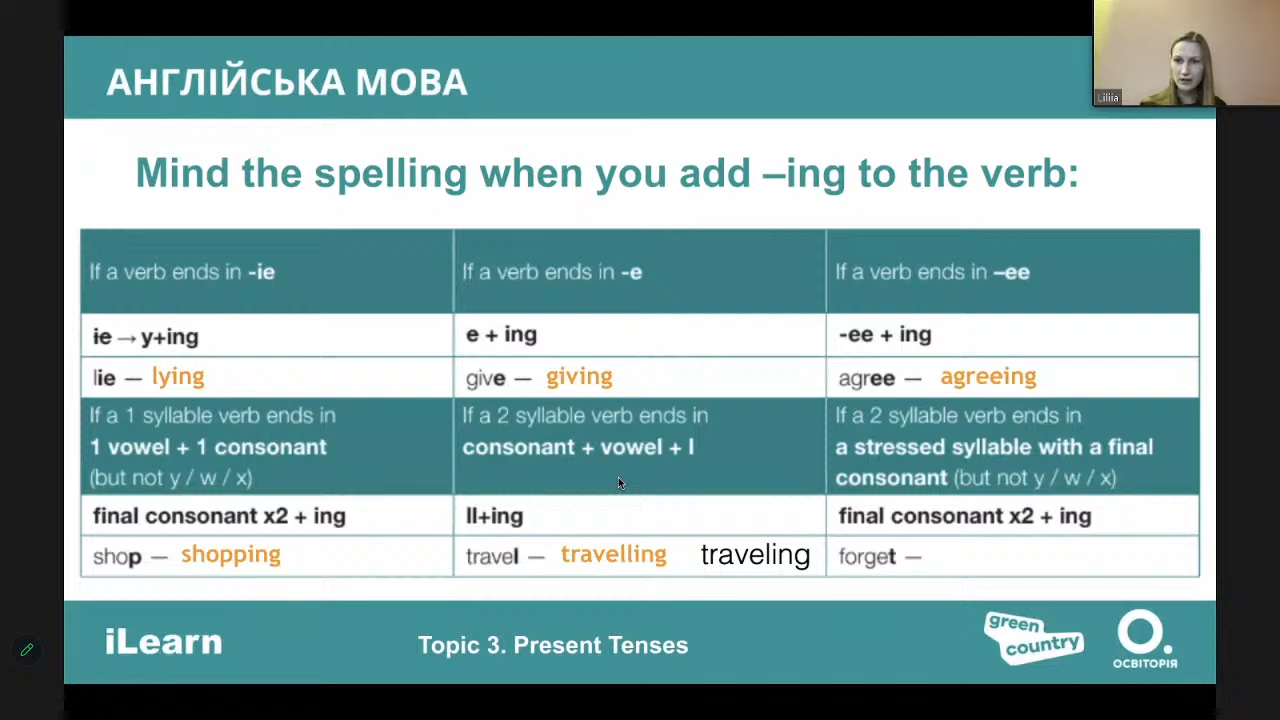 АНГЛІЙСЬКА МОВА
Liliia
Mind the spelling when you add –ing to the verb:
If a verb ends in -ie
If a verb ends in -e
If a verb ends in –ee
ie → y+ing
e + ing
-ee + ing
lie — lying
give — giving
agree — agreeing
If a 1 syllable verb ends in
1 vowel + 1 consonant
(but not y / w / x)
If a 2 syllable verb ends in
consonant + vowel + l
If a 2 syllable verb ends in
a stressed syllable with a final
consonant (but not y / w / x)
final consonant x2 + ing
ll+ing
final consonant x2 + ing
shop — shopping
travel — travelling traveling
forget —
iLearn
Topic 3. Present Tenses
green
country
ОСВІТОРІЯ